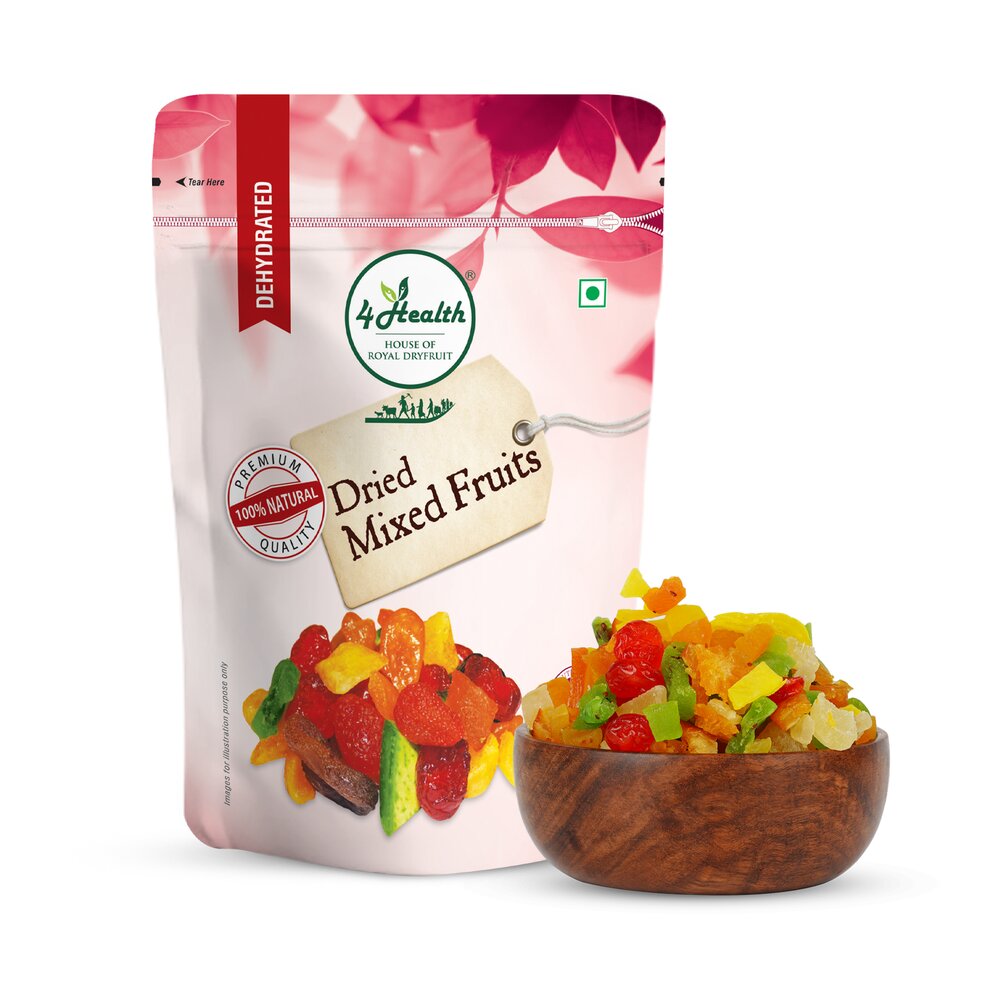 Tear Here
DEHYDRATED
4Health
®
HOUSE OF
ROYAL DRYFRUIT
PREMIUM
100% NATURAL
QUALITY
Dried
Mixed Fruits
Images for illustration purpose only